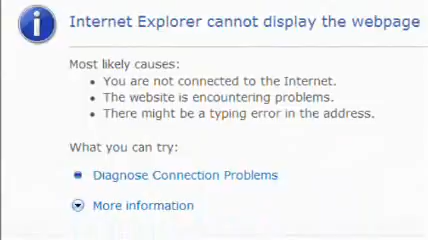 Internet Explorer cannot display the webpage
Most likely causes:
You are not connected to the Internet.
The website is encountering problems.
There might be a typing error in the address.
What you can try:
Diagnose Connection Problems
More information